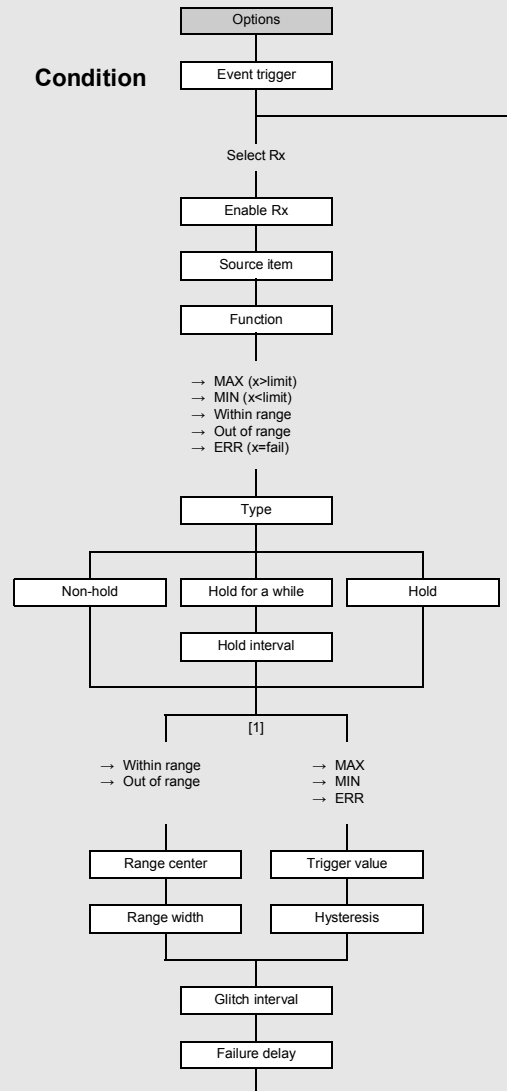 Options
Condition
Event trigger
Select Rx
Enable Rx
Source item
Function
→ MAX (x>limit)
→ MIN (x<limit)
→ Within range
→ Out of range
→ ERR (x=fail)
Type
Non-hold
Hold for a while
Hold
Hold interval
[1]
→ Within range
→ Out of range
→ MAX
→ MIN
→ ERR
Range center
Trigger value
Range width
Hysteresis
Glitch interval
Failure delay